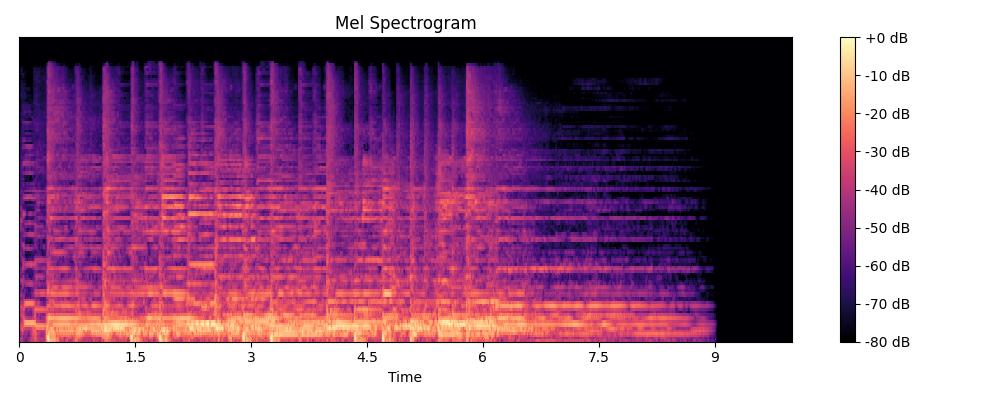 Mel Spectrogram
+0 dB
-10 dB
-20 dB
-30 dB
-40 dB
-50 dB
-60 dB
-70 dB
-80 dB
0 1.5 3 4.5 6 7.5 9
Time